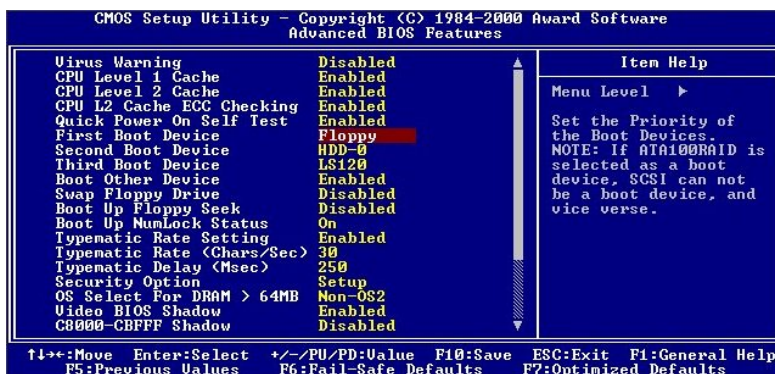 CMOS Setup Utility - Copyright (C) 1984-2000 Award Software
Advanced BIOS Features
Virus Warning Disabled
CPU Level 1 Cache Enabled
CPU Level 2 Cache Enabled
CPU L2 Cache ECC Checking Enabled
Quick Power On Self Test Enabled
First Boot Device Floppy
Second Boot Device HDD-0
Third Boot Device LS120
Boot Other Device Enabled
Swap Floppy Drive Disabled
Boot Up Floppy Seek Disabled
Boot Up NumLock Status On
Typematic Rate Setting Enabled
Typematic Rate (Chars/Sec) 30
Typematic Delay (Msec) 250
Security Option Setup
OS Select For DRAM > 64MB Non-OS2
Video BIOS Shadow Enabled
C8000-CBFFF Shadow Disabled
Item Help
Menu Level ▶
Set the Priority of
the Boot Devices.
NOTE: If ATA100RAID is
selected as a boot
device, SCSI can not
be a boot device, and
vice verse.
↑↓→←:Move Enter:Select +/-/PU/PD:Value F10:Save ESC:Exit F1:General Help
F5:Previous Values F6:Fail-Safe Defaults F7:Optimized Defaults